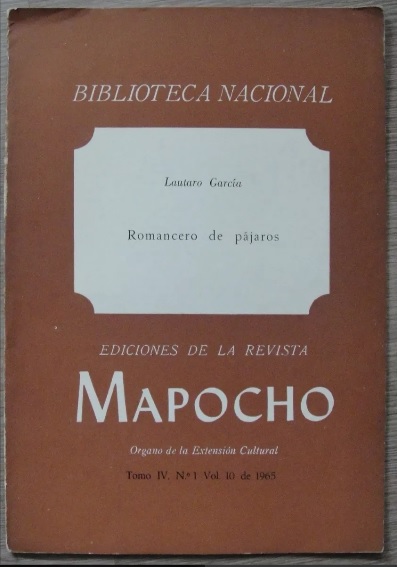 BIBLIOTECA NACIONAL
Lautaro García
Romancero de pájaros
EDICIONES DE LA REVISTA
MAPOCHO
Organo de la Extensión Cultural
Tomo IV. N.º 1 Vol. 10 de 1965